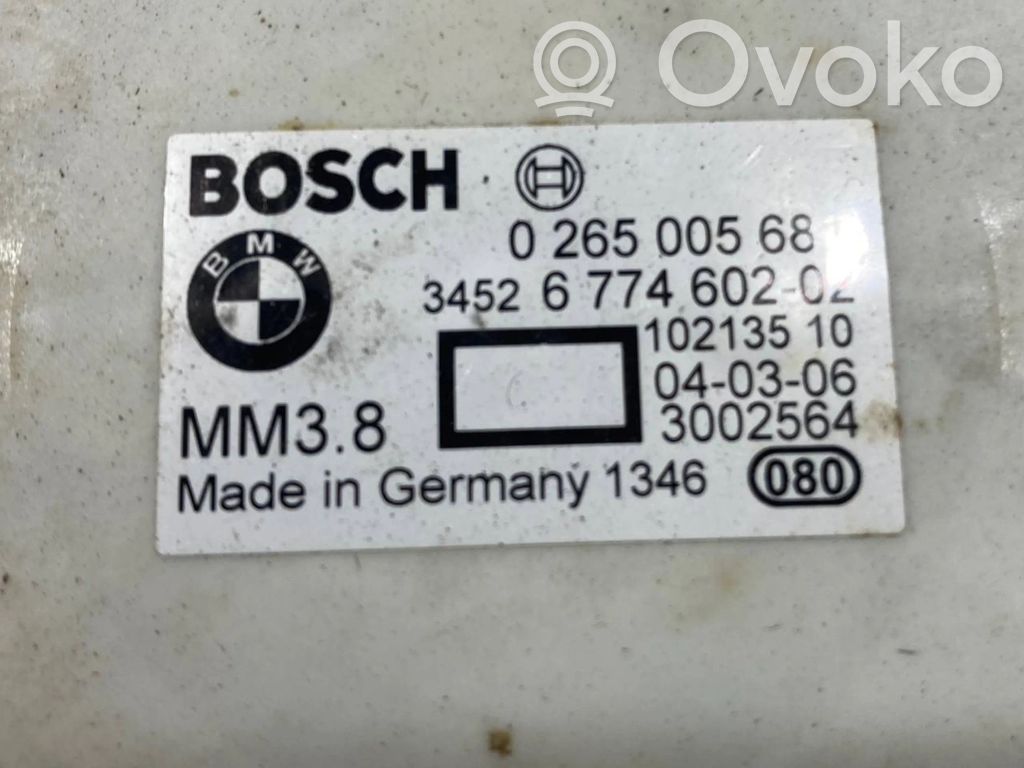 Ovoko
BOSCH
0 265 005 68
BMW
3452 6 774 602-02
102135 10
04-03-06
MM3.8
3002564
Made in Germany 1346
080